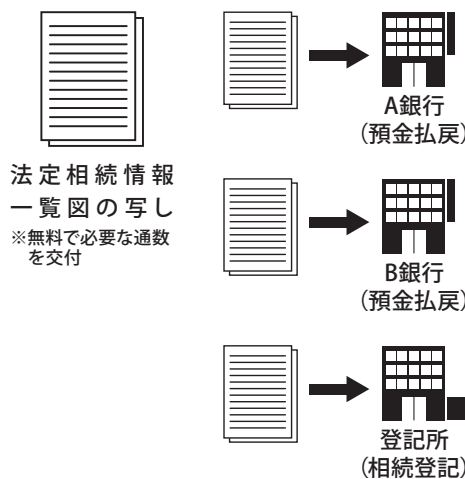 法定相続情報
一覧図の写し
※無料で必要な通数
を交付
A銀行
（預金払戻）
B銀行
（預金払戻）
登記所
（相続登記）